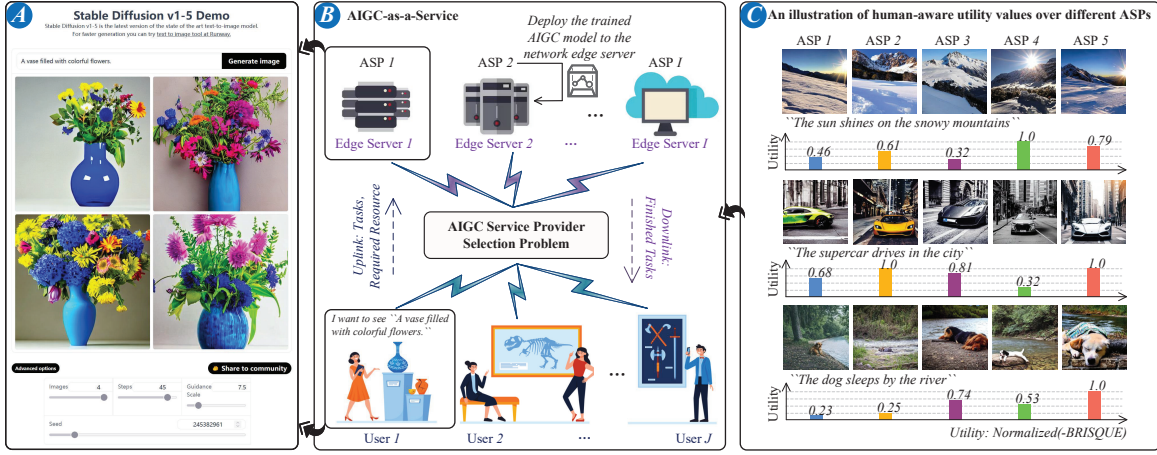 A
Stable Diffusion v1-5 Demo
Stable Diffusion v1-5 is the latest version of the state of the art text-to-image model.
For faster generation you can try text to image tool at Runway.
A vase filled with colorful flowers.
Generate image
Advanced options
Share to community
Images 4
Steps 45
Guidance Scale 7.5
Seed
245382961
B
AIGC-as-a-Service
Deploy the trained
AIGC model to the
network edge server
ASP 1
ASP 2
ASP I
...
Edge Server 1
Edge Server 2
...
Edge Server I
Uplink: Tasks,
Required Resource
AIGC Service Provider
Selection Problem
Downlink:
Finished Tasks
I want to see ``A vase filled
with colorful flowers.``
...
User 1
User 2
...
User J
C
An illustration of human-aware utility values over different ASPs
ASP 1
ASP 2
ASP 3
ASP 4
ASP 5
``The sun shines on the snowy mountains``
Utility
0.46
0.61
0.32
1.0
0.79
``The supercar drives in the city``
Utility
0.68
1.0
0.81
0.32
1.0
``The dog sleeps by the river``
Utility
0.23
0.25
0.74
0.53
1.0
Utility: Normalized(-BRISQUE)